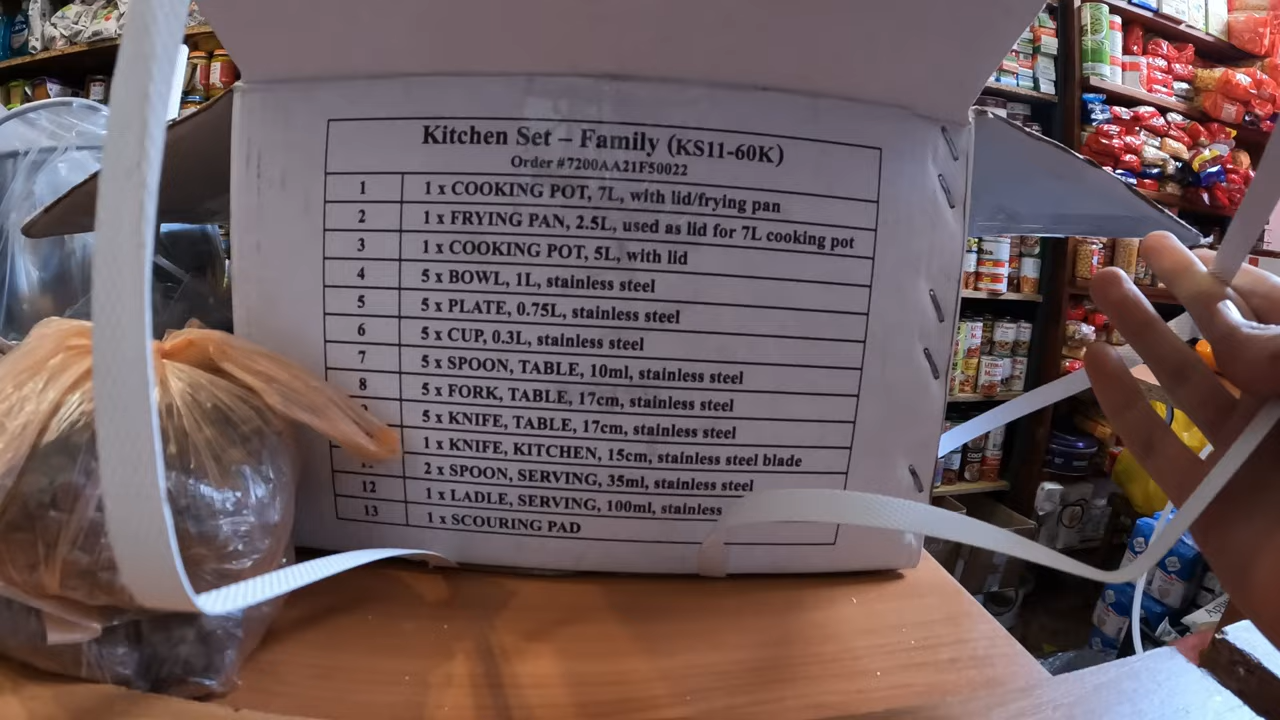 Kitchen Set – Family (KS11-60K)
Order #7200AA21F50022
1 1 x COOKING POT, 7L, with lid/frying pan
2 1 x FRYING PAN, 2.5L, used as lid for 7L cooking pot
3 1 x COOKING POT, 5L, with lid
4 5 x BOWL, 1L, stainless steel
5 5 x PLATE, 0.75L, stainless steel
6 5 x CUP, 0.3L, stainless steel
7 5 x SPOON, TABLE, 10ml, stainless steel
8 5 x FORK, TABLE, 17cm, stainless steel
5 x KNIFE, TABLE, 17cm, stainless steel
1 x KNIFE, KITCHEN, 15cm, stainless steel blade
2 x SPOON, SERVING, 35ml, stainless steel
12 1 x LADLE, SERVING, 100ml, stainless
13 1 x SCOURING PAD